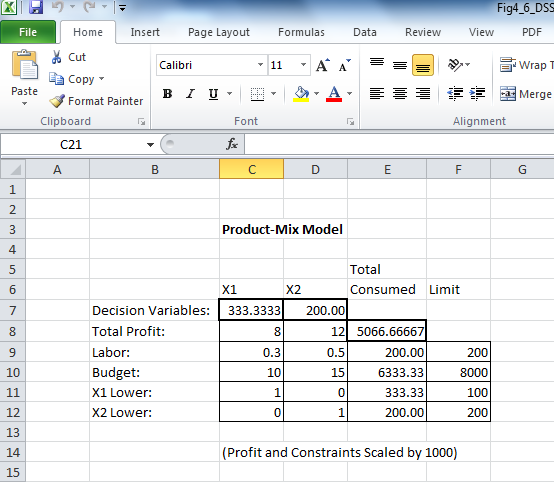 Fig4_6_DSS
File Home Insert Page Layout Formulas Data Review View PDF
Cut
Copy
Format Painter
Paste
Calibri 11 A A
B I U A
Wrap T
Merge
Clipboard Font Alignment
C21 fx
A B C D E F G
1
2
3 Product-Mix Model
4
5 Total
6 X1 X2 Consumed Limit
7 Decision Variables: 333.3333 200.00
8 Total Profit: 8 12 5066.66667
9 Labor: 0.3 0.5 200.00 200
10 Budget: 10 15 6333.33 8000
11 X1 Lower: 1 0 333.33 100
12 X2 Lower: 0 1 200.00 200
13
14 (Profit and Constraints Scaled by 1000)
15